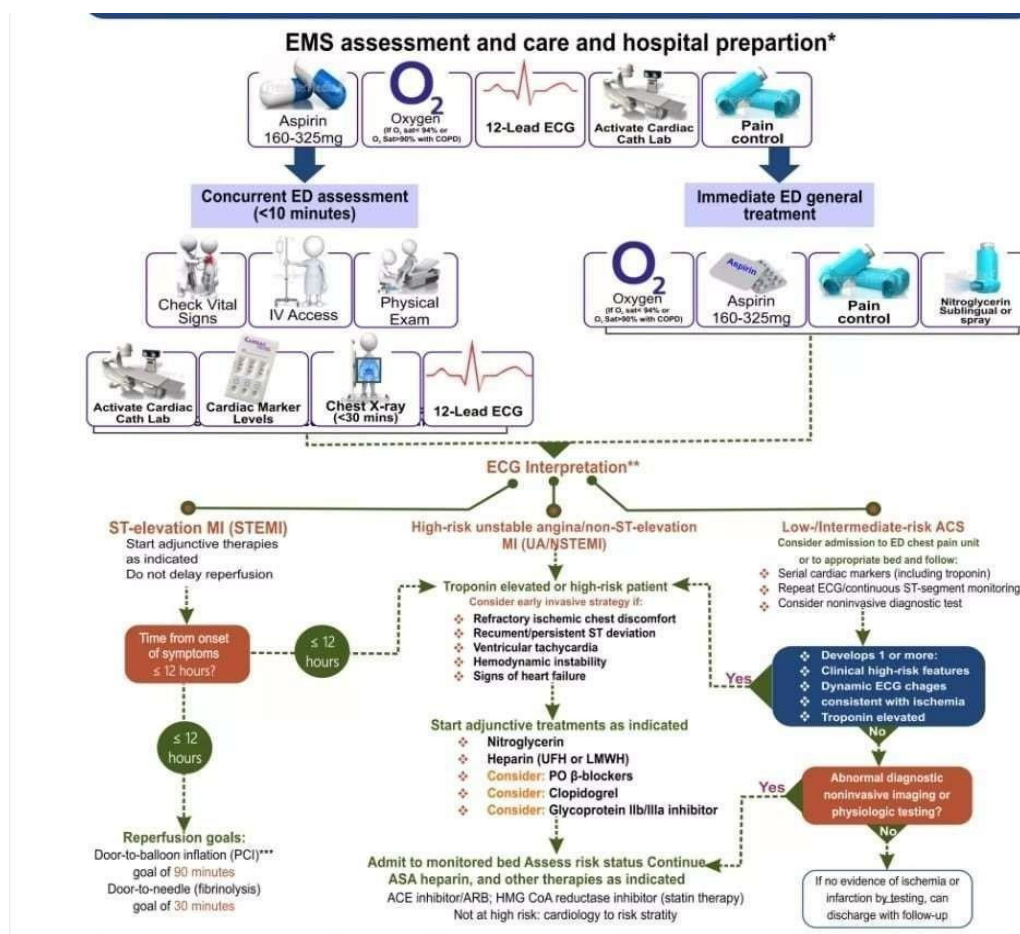 EMS assessment and care and hospital prepartion*
Aspirin
160-325mg
O2
Oxygen
(If O, sat< 94% or
O, Sat>90% with COPD)
12-Lead ECG
Activate Cardiac
Cath Lab
Pain
control
Concurrent ED assessment
(<10 minutes)
Immediate ED general
treatment
Check Vital
Signs
IV Access
Physical
Exam
O2
Oxygen
(If O, sat< 94% or
O, Sat>90% with COPD)
Aspirin
Aspirin
160-325mg
Pain
control
Nitroglycerin
Sublingual or
spray
Activate Cardiac
Cath Lab
Cardiac Marker
Levels
Chest X-ray
(<30 mins)
12-Lead ECG
ECG Interpretation**
ST-elevation MI (STEMI)
Start adjunctive therapies
as indicated
Do not delay reperfusion
Time from onset
of symptoms
≤ 12 hours?
≤ 12
hours
≤ 12
hours
Reperfusion goals:
Door-to-balloon inflation (PCI)***
goal of 90 minutes
Door-to-needle (fibrinolysis)
goal of 30 minutes
High-risk unstable angina/non-ST-elevation
MI (UA/NSTEMI)
Troponin elevated or high-risk patient
Consider early invasive strategy if:
❖ Refractory ischemic chest discomfort
❖ Recument/persistent ST deviation
❖ Ventricular tachycardia
❖ Hemodynamic instability
❖ Signs of heart failure
Start adjunctive treatments as indicated
❖ Nitroglycerin
❖ Heparin (UFH or LMWH)
❖ Consider: PO β-blockers
❖ Consider: Clopidogrel
❖ Consider: Glycoprotein IIb/IIIa inhibitor
Admit to monitored bed Assess risk status Continue
ASA heparin, and other therapies as indicated
ACE inhibitor/ARB; HMG CoA reductase inhibitor (statin therapy)
Not at high risk: cardiology to risk stratity
Low-/Intermediate-risk ACS
Consider admission to ED chest pain unit
or to appropriate bed and follow:
❖ Serial cardiac markers (including troponin)
❖ Repeat ECG/continuous ST-segment monitoring
❖ Consider noninvasive diagnostic test
Yes
❖ Develops 1 or more:
❖ Clinical high-risk features
❖ Dynamic ECG chages
❖ consistent with ischemia
❖ Troponin elevated
No
Yes
Abnormal diagnostic
noninvasive imaging or
physiologic testing?
No
If no evidence of ischemia or
infarction by testing, can
discharge with follow-up